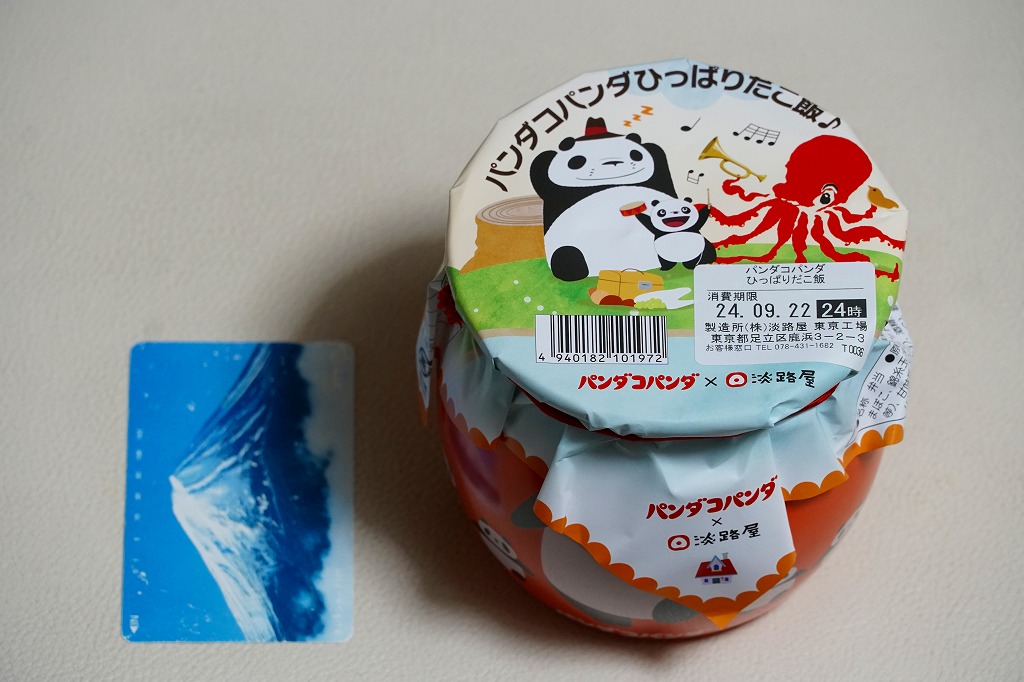 パンダコパンダひっぱりだこ飯♪
zzz
パンダコパンダ
ひっぱりだこ飯
消費期限
24.09.22 24時
製造所(株)淡路屋 東京工場
東京都足立区鹿浜3-2-3
お客様窓口 TEL 078-431-1682 T0036
4 940182 101972
パンダコパンダ × 淡路屋
パンダコパンダ
×
淡路屋